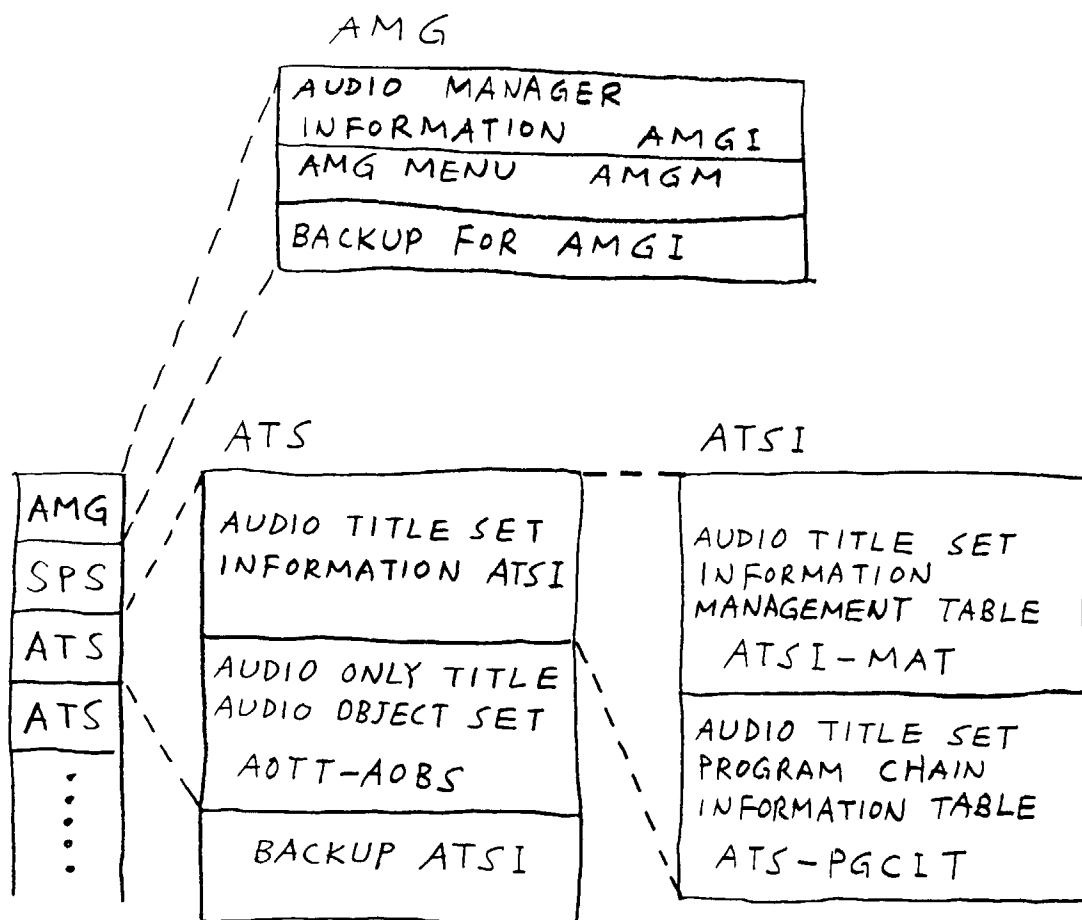 AMG
AUDIO MANAGER
INFORMATION AMGI
AMG MENU AMGM
BACKUP FOR AMGI
AMG
SPS
ATS
ATS
ATS
AUDIO TITLE SET
INFORMATION ATSI
AUDIO ONLY TITLE
AUDIO OBJECT SET
AOTT-AOBS
BACKUP ATSI
ATSI
AUDIO TITLE SET
INFORMATION
MANAGEMENT TABLE
ATSI-MAT
AUDIO TITLE SET
PROGRAM CHAIN
INFORMATION TABLE
ATS-PGCIT